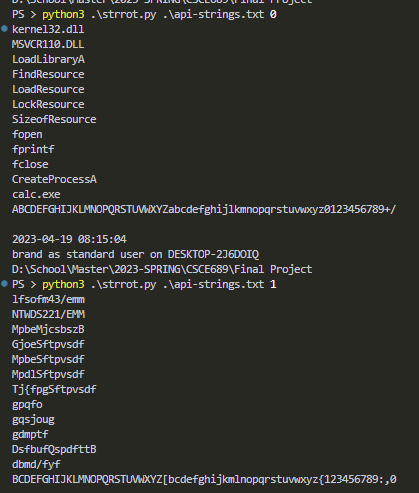 D:\School\Master\2023-SPRING\CSCE689\Final Project
PS > python3 .\strrot.py .\api-strings.txt 0
kernel32.dll
MSVCR110.DLL
LoadLibraryA
FindResource
LoadResource
LockResource
SizeofResource
fopen
fprintf
fclose
CreateProcessA
calc.exe
ABCDEFGHIJKLMNOPQRSTUVWXYZabcdefghijlkmnopqrstuvwxyz0123456789+/
2023-04-19 08:15:04
brand as standard user on DESKTOP-2J6DOIQ
D:\School\Master\2023-SPRING\CSCE689\Final Project
PS > python3 .\strrot.py .\api-strings.txt 1
lfsofm43/emm
NTWDS221/EMM
MpbeMjcsbszB
GjoeSftpvsdf
MpbeSftpvsdf
MpdlSftpvsdf
Tj{fpgSftpvsdf
gpqfo
gqsjoug
gdmptf
DsfbufQspdfttB
dbmd/fyf
BCDEFGHIJKLMNOPQRSTUVWXYZ[bcdefghijkmlnopqrstuvwxyz{123456789:,0